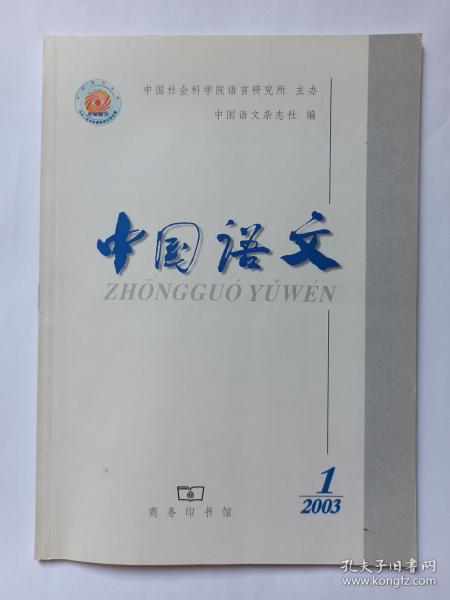 中国社会科学院语言研究所 主办
中国语文杂志社 编
中国语文
ZHŌNGGUÓ YǓWÉN
1
2003
商务印书馆
孔夫子旧书网
www.kongfz.com